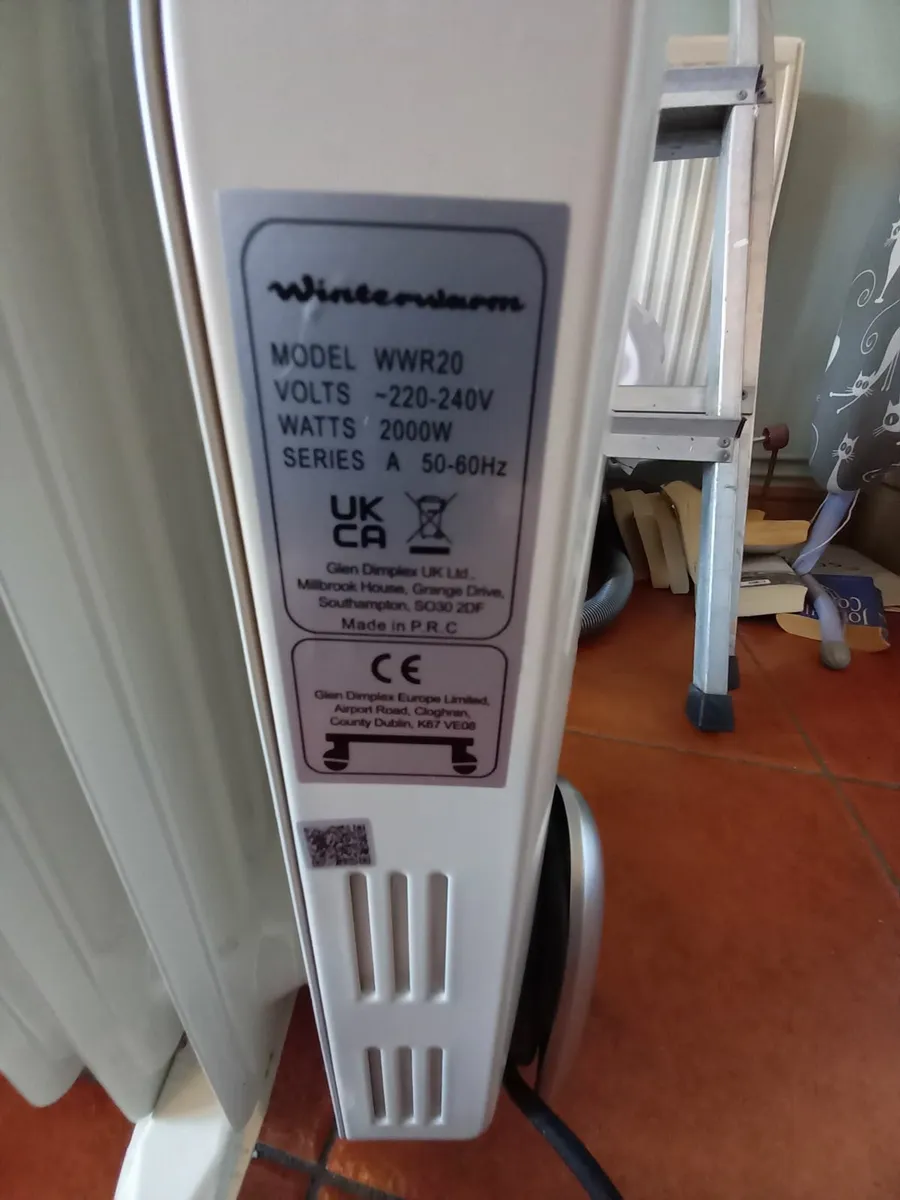 Winterwarm
MODEL WWR20
VOLTS ~220-240V
WATTS 2000W
SERIES A 50-60Hz
UK
CA
Glen Dimplex UK Ltd.,
Millbrook House, Grange Drive,
Southampton, SO30 2DF
Made in P.R.C
CE
Glen Dimplex Europe Limited,
Airport Road, Cloghran,
County Dublin, K67 VE08